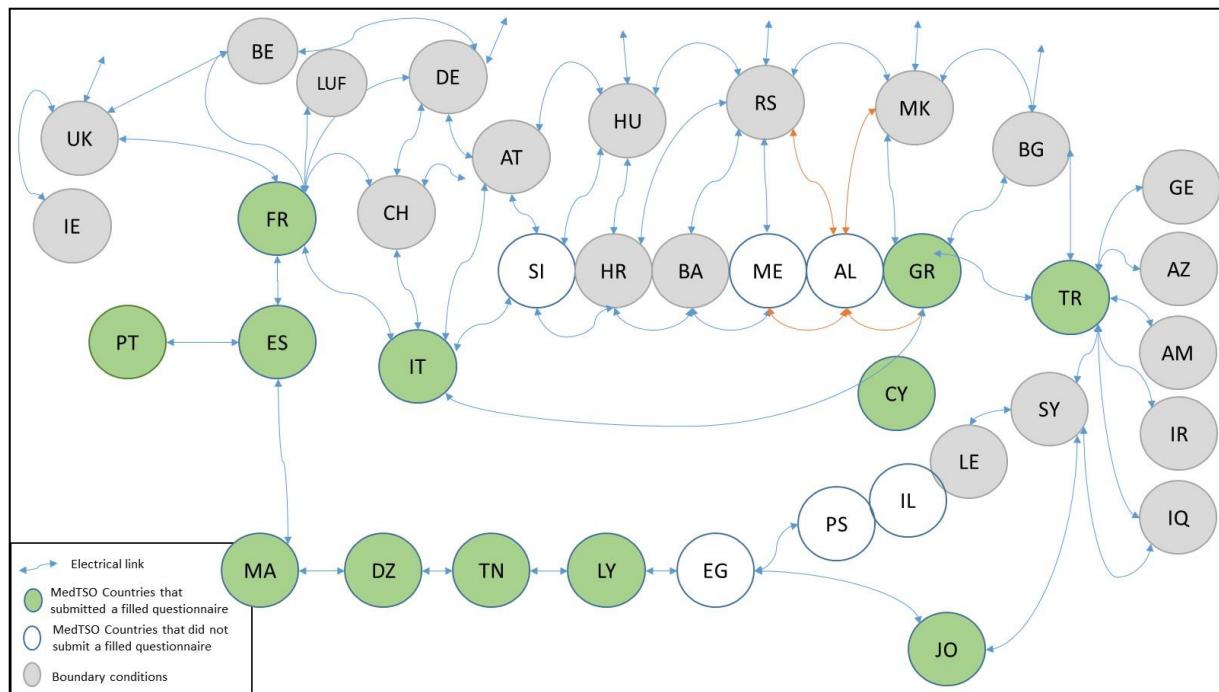 BE
LUF
DE
UK
HU
RS
MK
AT
BG
IE
FR
CH
GE
SI
HR
BA
ME
AL
GR
AZ
TR
PT
ES
IT
AM
CY
SY
IR
LE
IL
PS
IQ
MA
DZ
TN
LY
EG
JO
Electrical link
MedTSO Countries that
submitted a filled questionnaire
MedTSO Countries that did not
submit a filled questionnaire
Boundary conditions